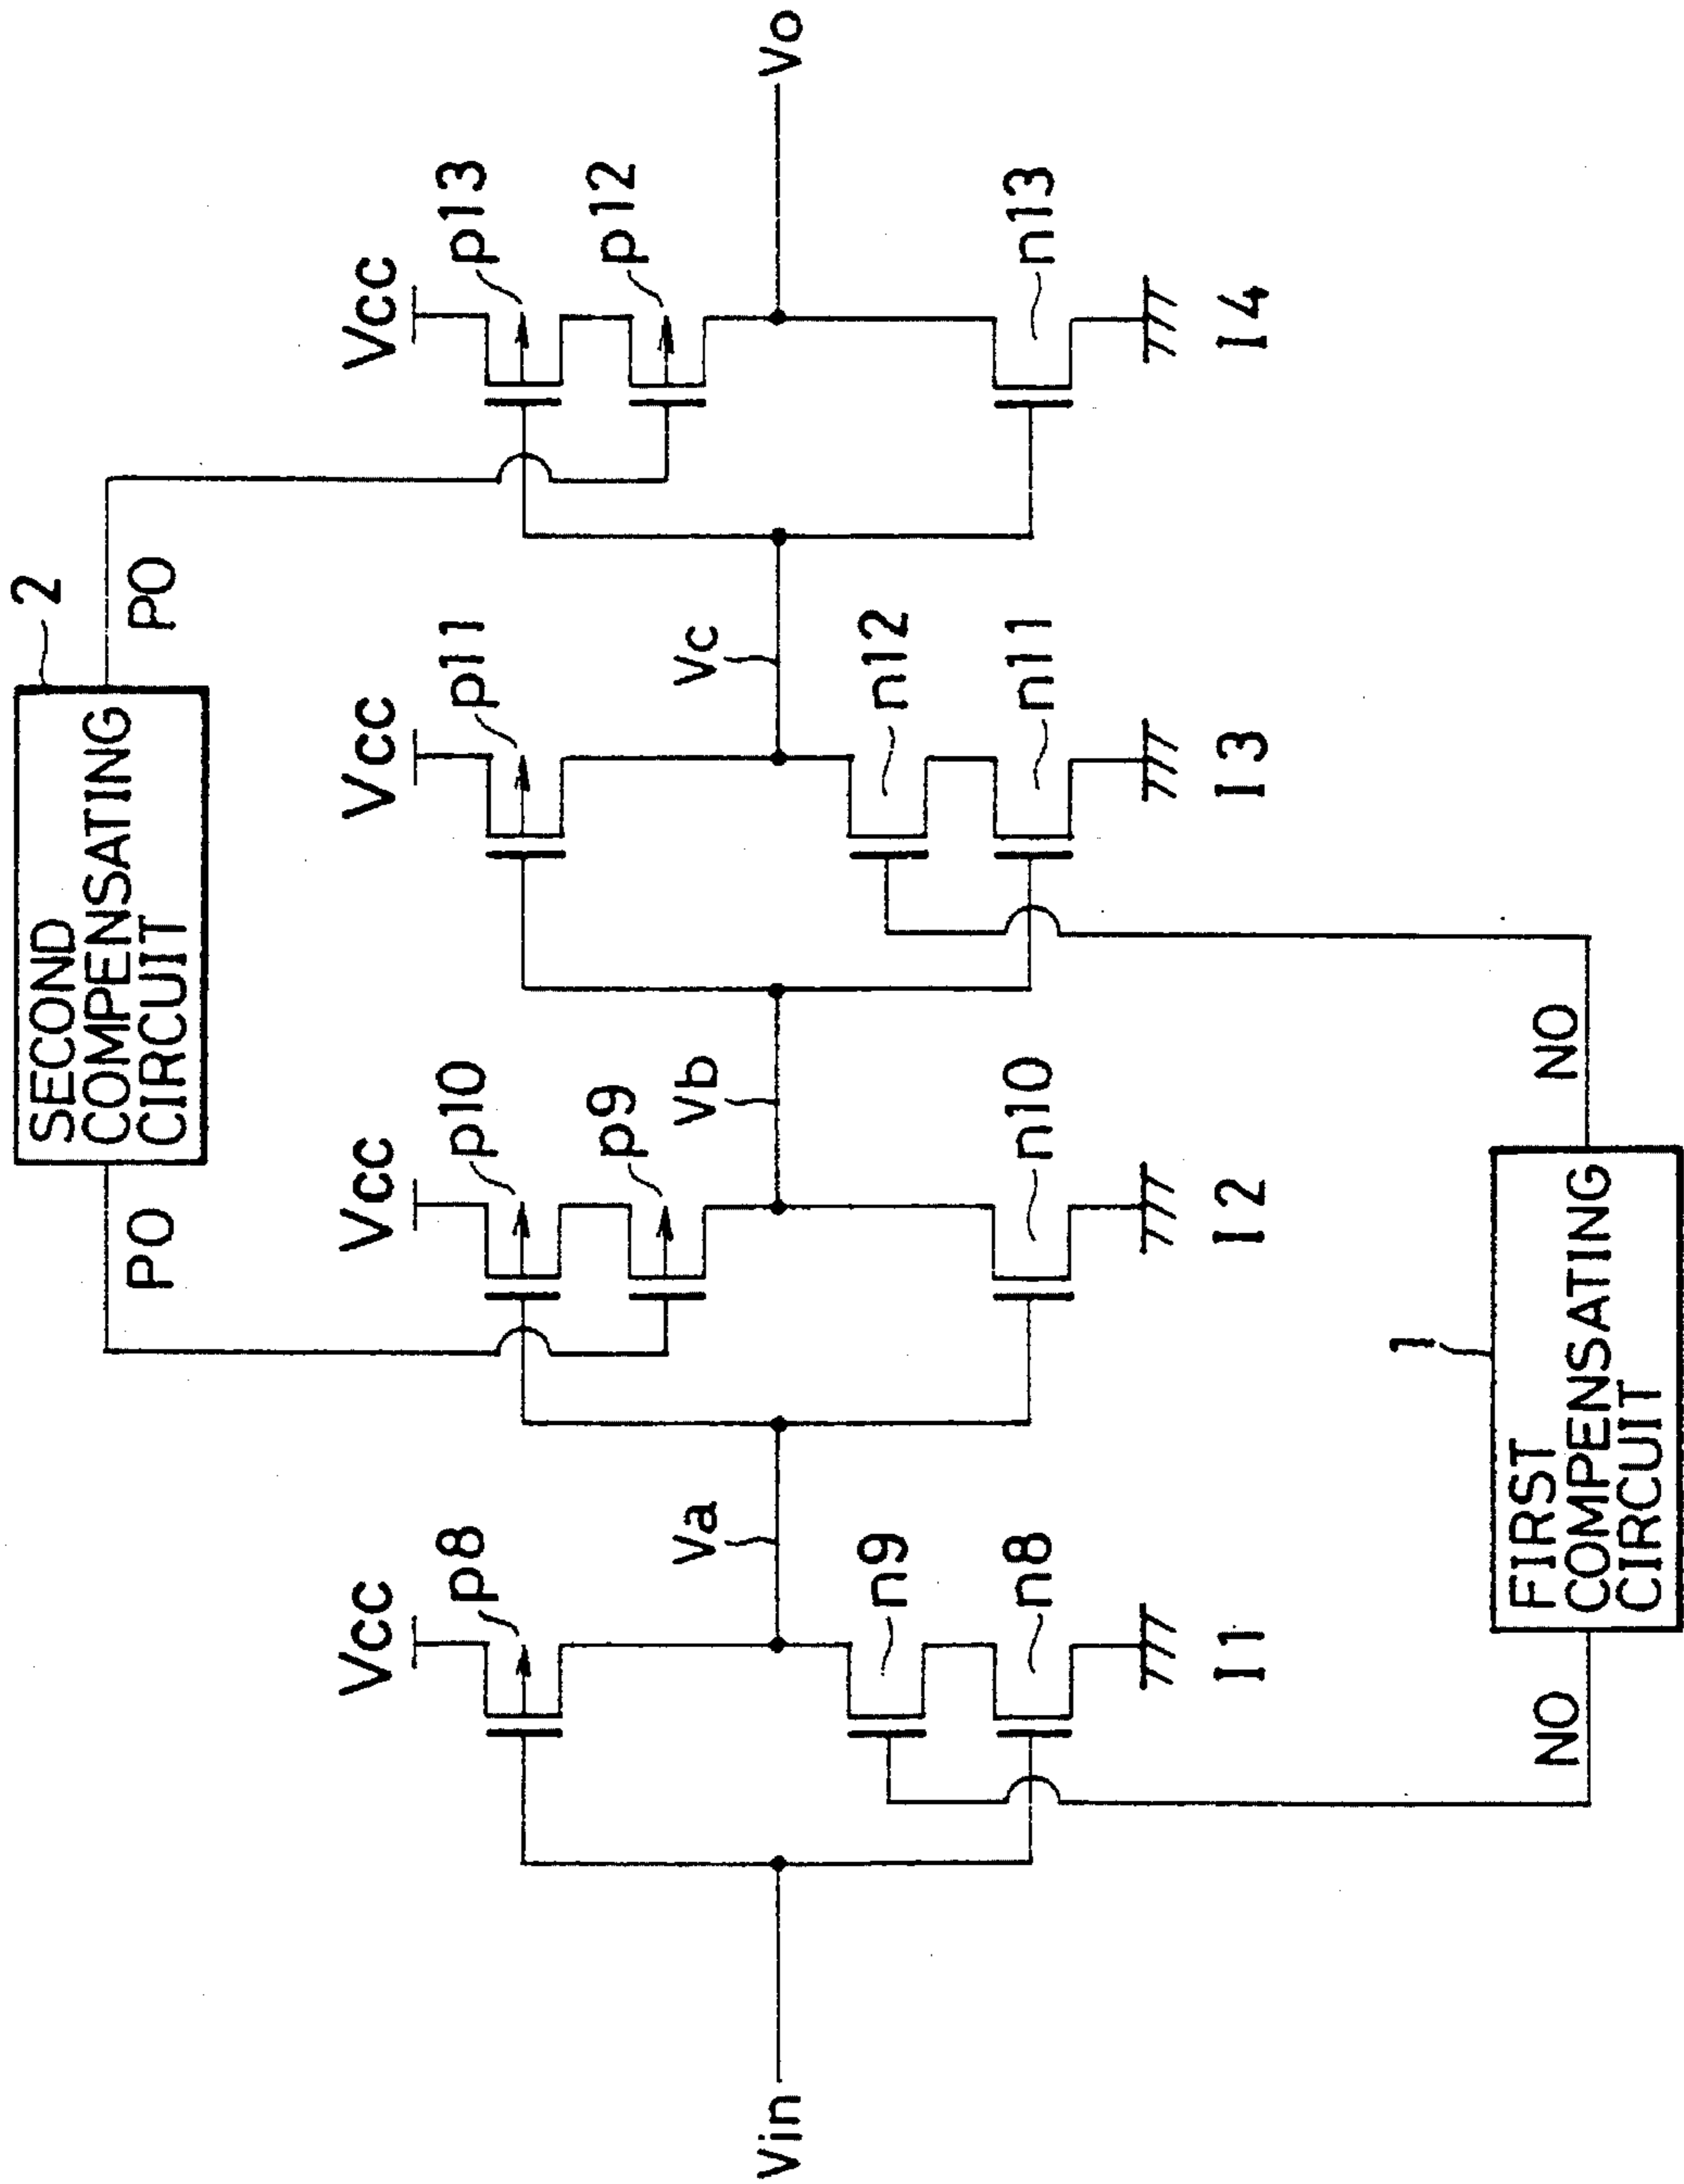 SECOND
COMPENSATING
CIRCUIT
2
PO
PO
Vcc
Vcc
Vcc
Vcc
p8
p10
p11
p13
p9
p12
Vin
Va
Vb
Vc
Vo
n9
n12
n8
n10
n11
n13
I1
I2
I3
I4
1
NO
NO
FIRST
COMPENSATING
CIRCUIT